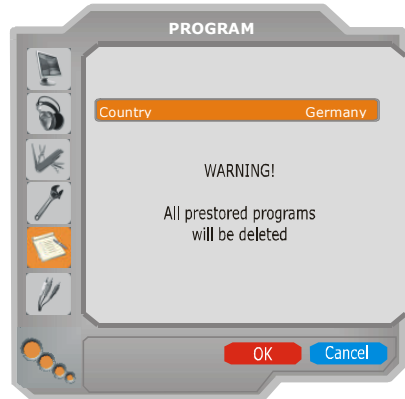 PROGRAM
Country Germany
WARNING!
All prestored programs
will be deleted
OK Cancel